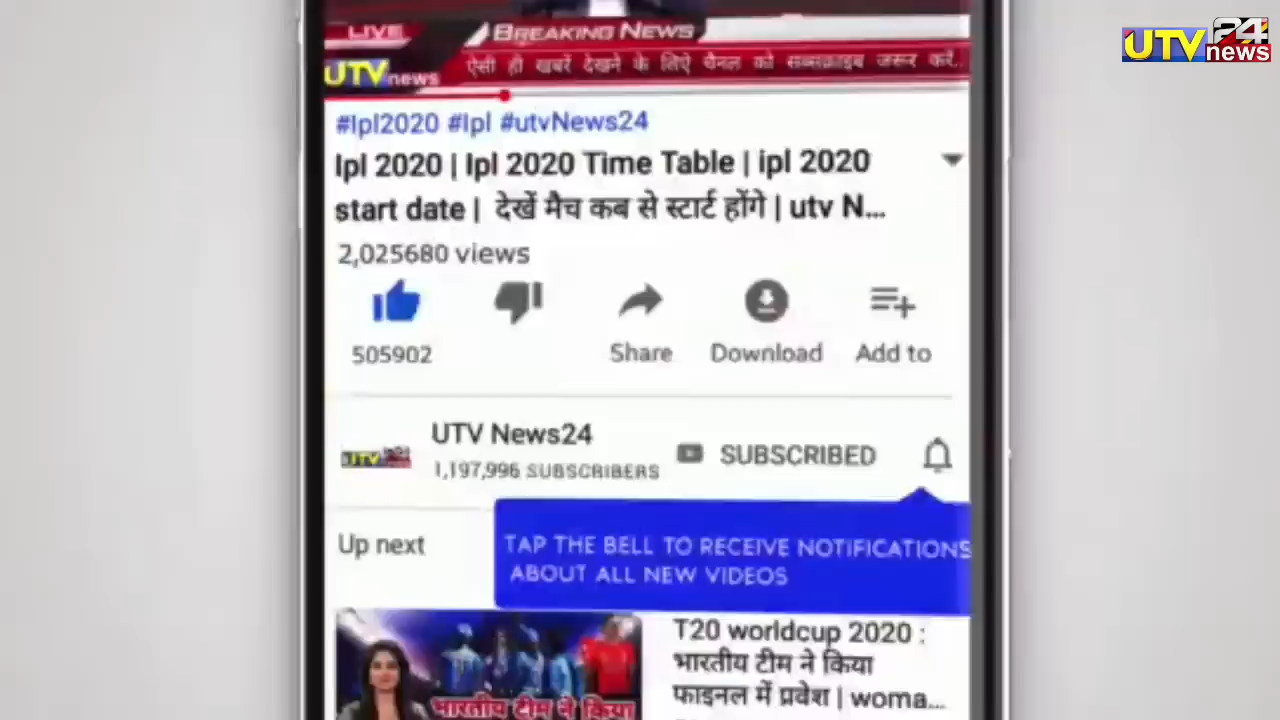 LIVE
BREAKING NEWS
UTV 24 news
UTV news
ऐसी ही खबरें देखने के लिऐ चैनल को सब्सक्राइब जरूर करें..
#Ipl2020 #Ipl #utvNews24
Ipl 2020 | Ipl 2020 Time Table | ipl 2020
start date | देखें मैच कब से स्टार्ट होंगे | utv N...
2,025680 views
505902
Share
Download
Add to
UTV News24
1,197,996 SUBSCRIBERS
SUBSCRIBED
Up next
TAP THE BELL TO RECEIVE NOTIFICATIONS
ABOUT ALL NEW VIDEOS
T20 worldcup 2020 :
भारतीय टीम ने किया
फाइनल में प्रवेश | woma...
भारतीय टीम ने किया